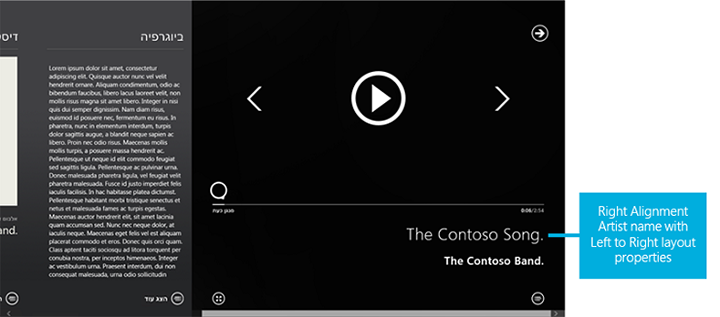 ביוגרפיה
Lorem ipsum dolor sit amet, consectetur
adipiscing elit. Quisque auctor nunc vel velit
hendrerit ornare. Aliquam condimentum, odio ac
bibendum faucibus, libero lacus laoreet velit, non
mollis risus magna sit amet libero. Integer in nisi
quis dui semper dignissim. Nam diam risus,
euismod id posuere nec, fermentum eu risus. In
pharetra, nunc in elementum interdum, turpis
dolor sagittis augue, a blandit neque sapien ac
libero. Proin nec odio risus. Maecenas mollis
mollis turpis, a posuere massa hendrerit ac.
Pellentesque ut neque id elit commodo feugiat
sed sagittis ligula. Pellentesque ac pulvinar urna.
Donec malesuada pharetra ligula, vel feugiat velit
pharetra malesuada. Fusce id justo imperdiet felis
iaculis facilisis. In hac habitasse platea dictumst.
Pellentesque habitant morbi tristique senectus et
netus et malesuada fames ac turpis egestas.
Maecenas auctor hendrerit elit, sit amet lacinia
quam accumsan sed. Nunc nec neque dolor, at
iaculis neque. Maecenas eget felis vel est aliquam
placerat commodo et eros. Donec quis orci quam.
Class aptent taciti sociosqu ad litora torquent per
conubia nostra, per inceptos himenaeos. Integer
ac vestibulum urna. Praesent interdum, dui non
consequat malesuada, urna odio sollicitudin
הצג עוד
מנגן כעת
0:08/2:54
The Contoso Song.
The Contoso Band.
Right Alignment
Artist name with
Left to Right layout
properties